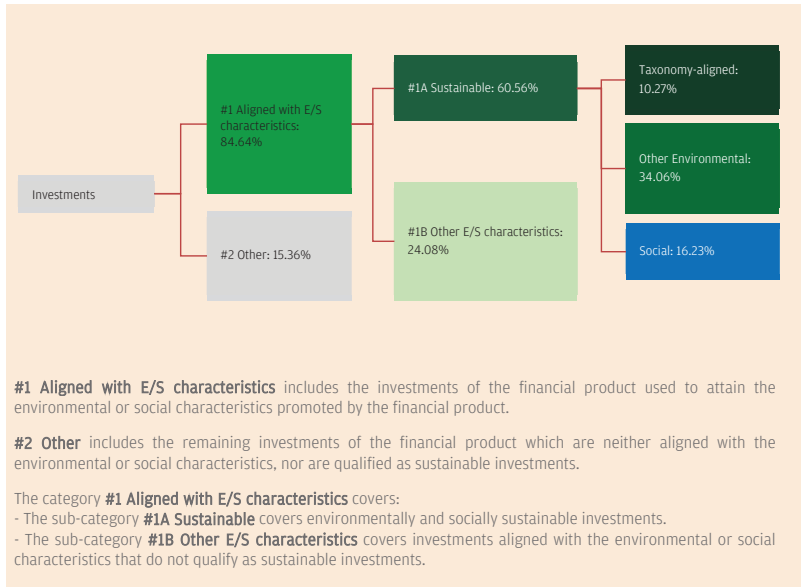 Investments
#1 Aligned with E/S
characteristics:
84.64%
#2 Other: 15.36%
#1A Sustainable: 60.56%
#1B Other E/S characteristics:
24.08%
Taxonomy-aligned:
10.27%
Other Environmental:
34.06%
Social: 16.23%
#1 Aligned with E/S characteristics includes the investments of the financial product used to attain the
environmental or social characteristics promoted by the financial product.
#2 Other includes the remaining investments of the financial product which are neither aligned with the
environmental or social characteristics, nor are qualified as sustainable investments.
The category #1 Aligned with E/S characteristics covers:
- The sub-category #1A Sustainable covers environmentally and socially sustainable investments.
- The sub-category #1B Other E/S characteristics covers investments aligned with the environmental or social
characteristics that do not qualify as sustainable investments.